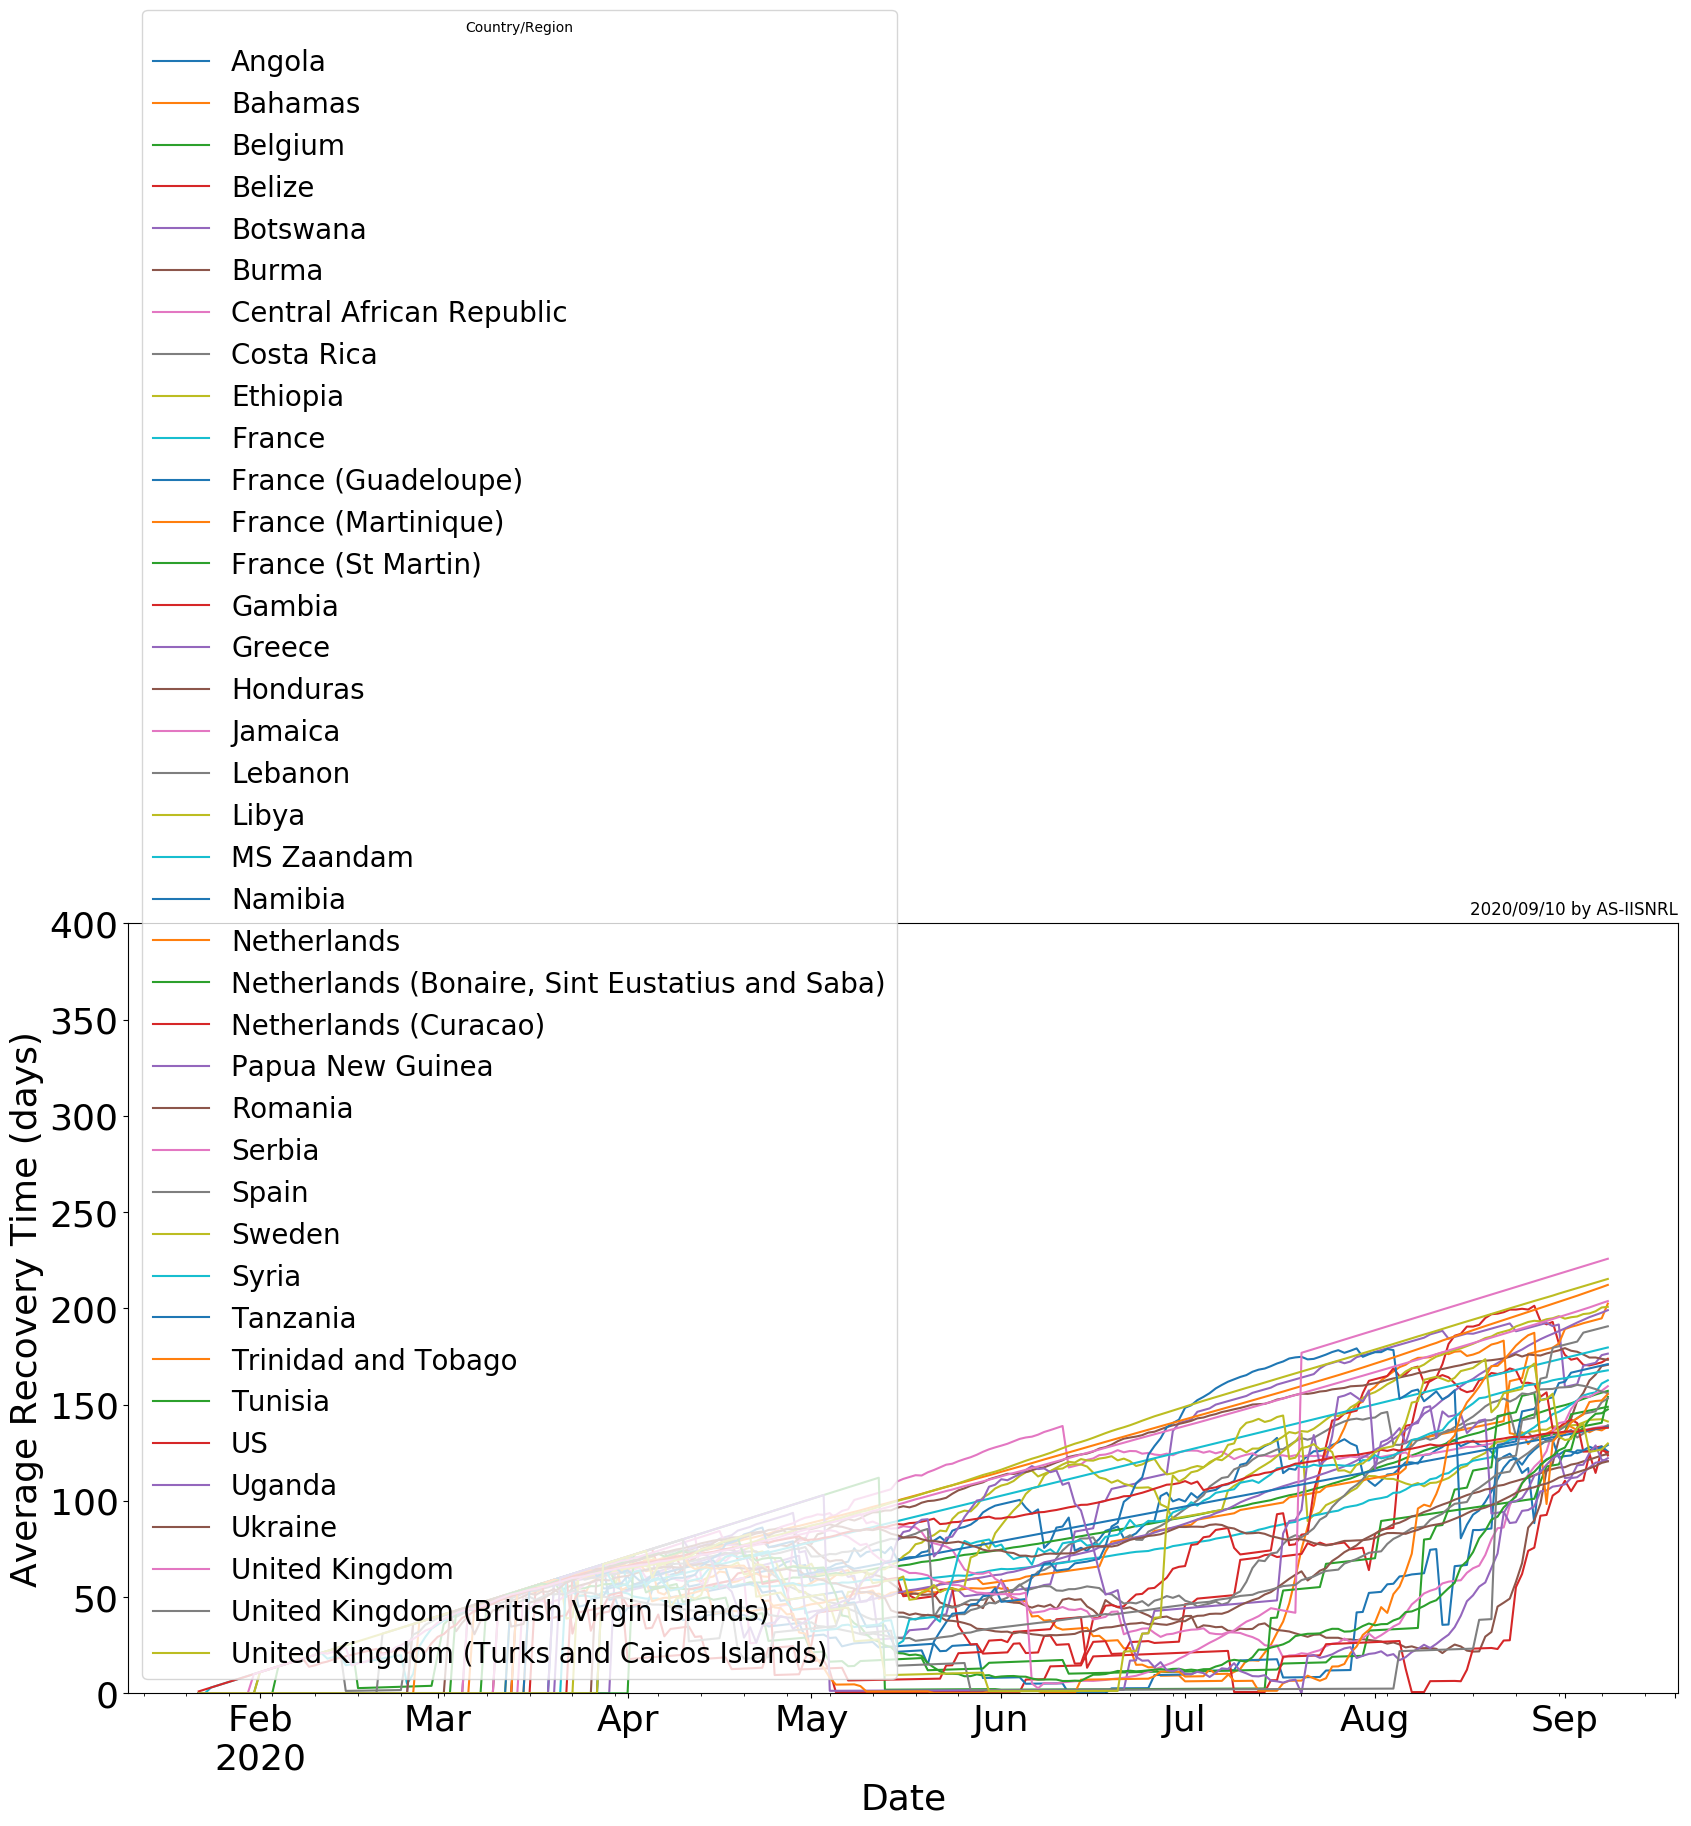 Country/Region
Angola
Bahamas
Belgium
Belize
Botswana
Burma
Central African Republic
Costa Rica
Ethiopia
France
France (Guadeloupe)
France (Martinique)
France (St Martin)
Gambia
Greece
Honduras
Jamaica
Lebanon
Libya
MS Zaandam
Namibia
Netherlands
Netherlands (Bonaire, Sint Eustatius and Saba)
Netherlands (Curacao)
Papua New Guinea
Romania
Serbia
Spain
Sweden
Syria
Tanzania
Trinidad and Tobago
Tunisia
US
Uganda
Ukraine
United Kingdom
United Kingdom (British Virgin Islands)
United Kingdom (Turks and Caicos Islands)
2020/09/10 by AS-IISNRL
Average Recovery Time (days)
400
350
300
250
200
150
100
50
0
Feb Mar Apr May Jun Jul Aug Sep
2020
Date